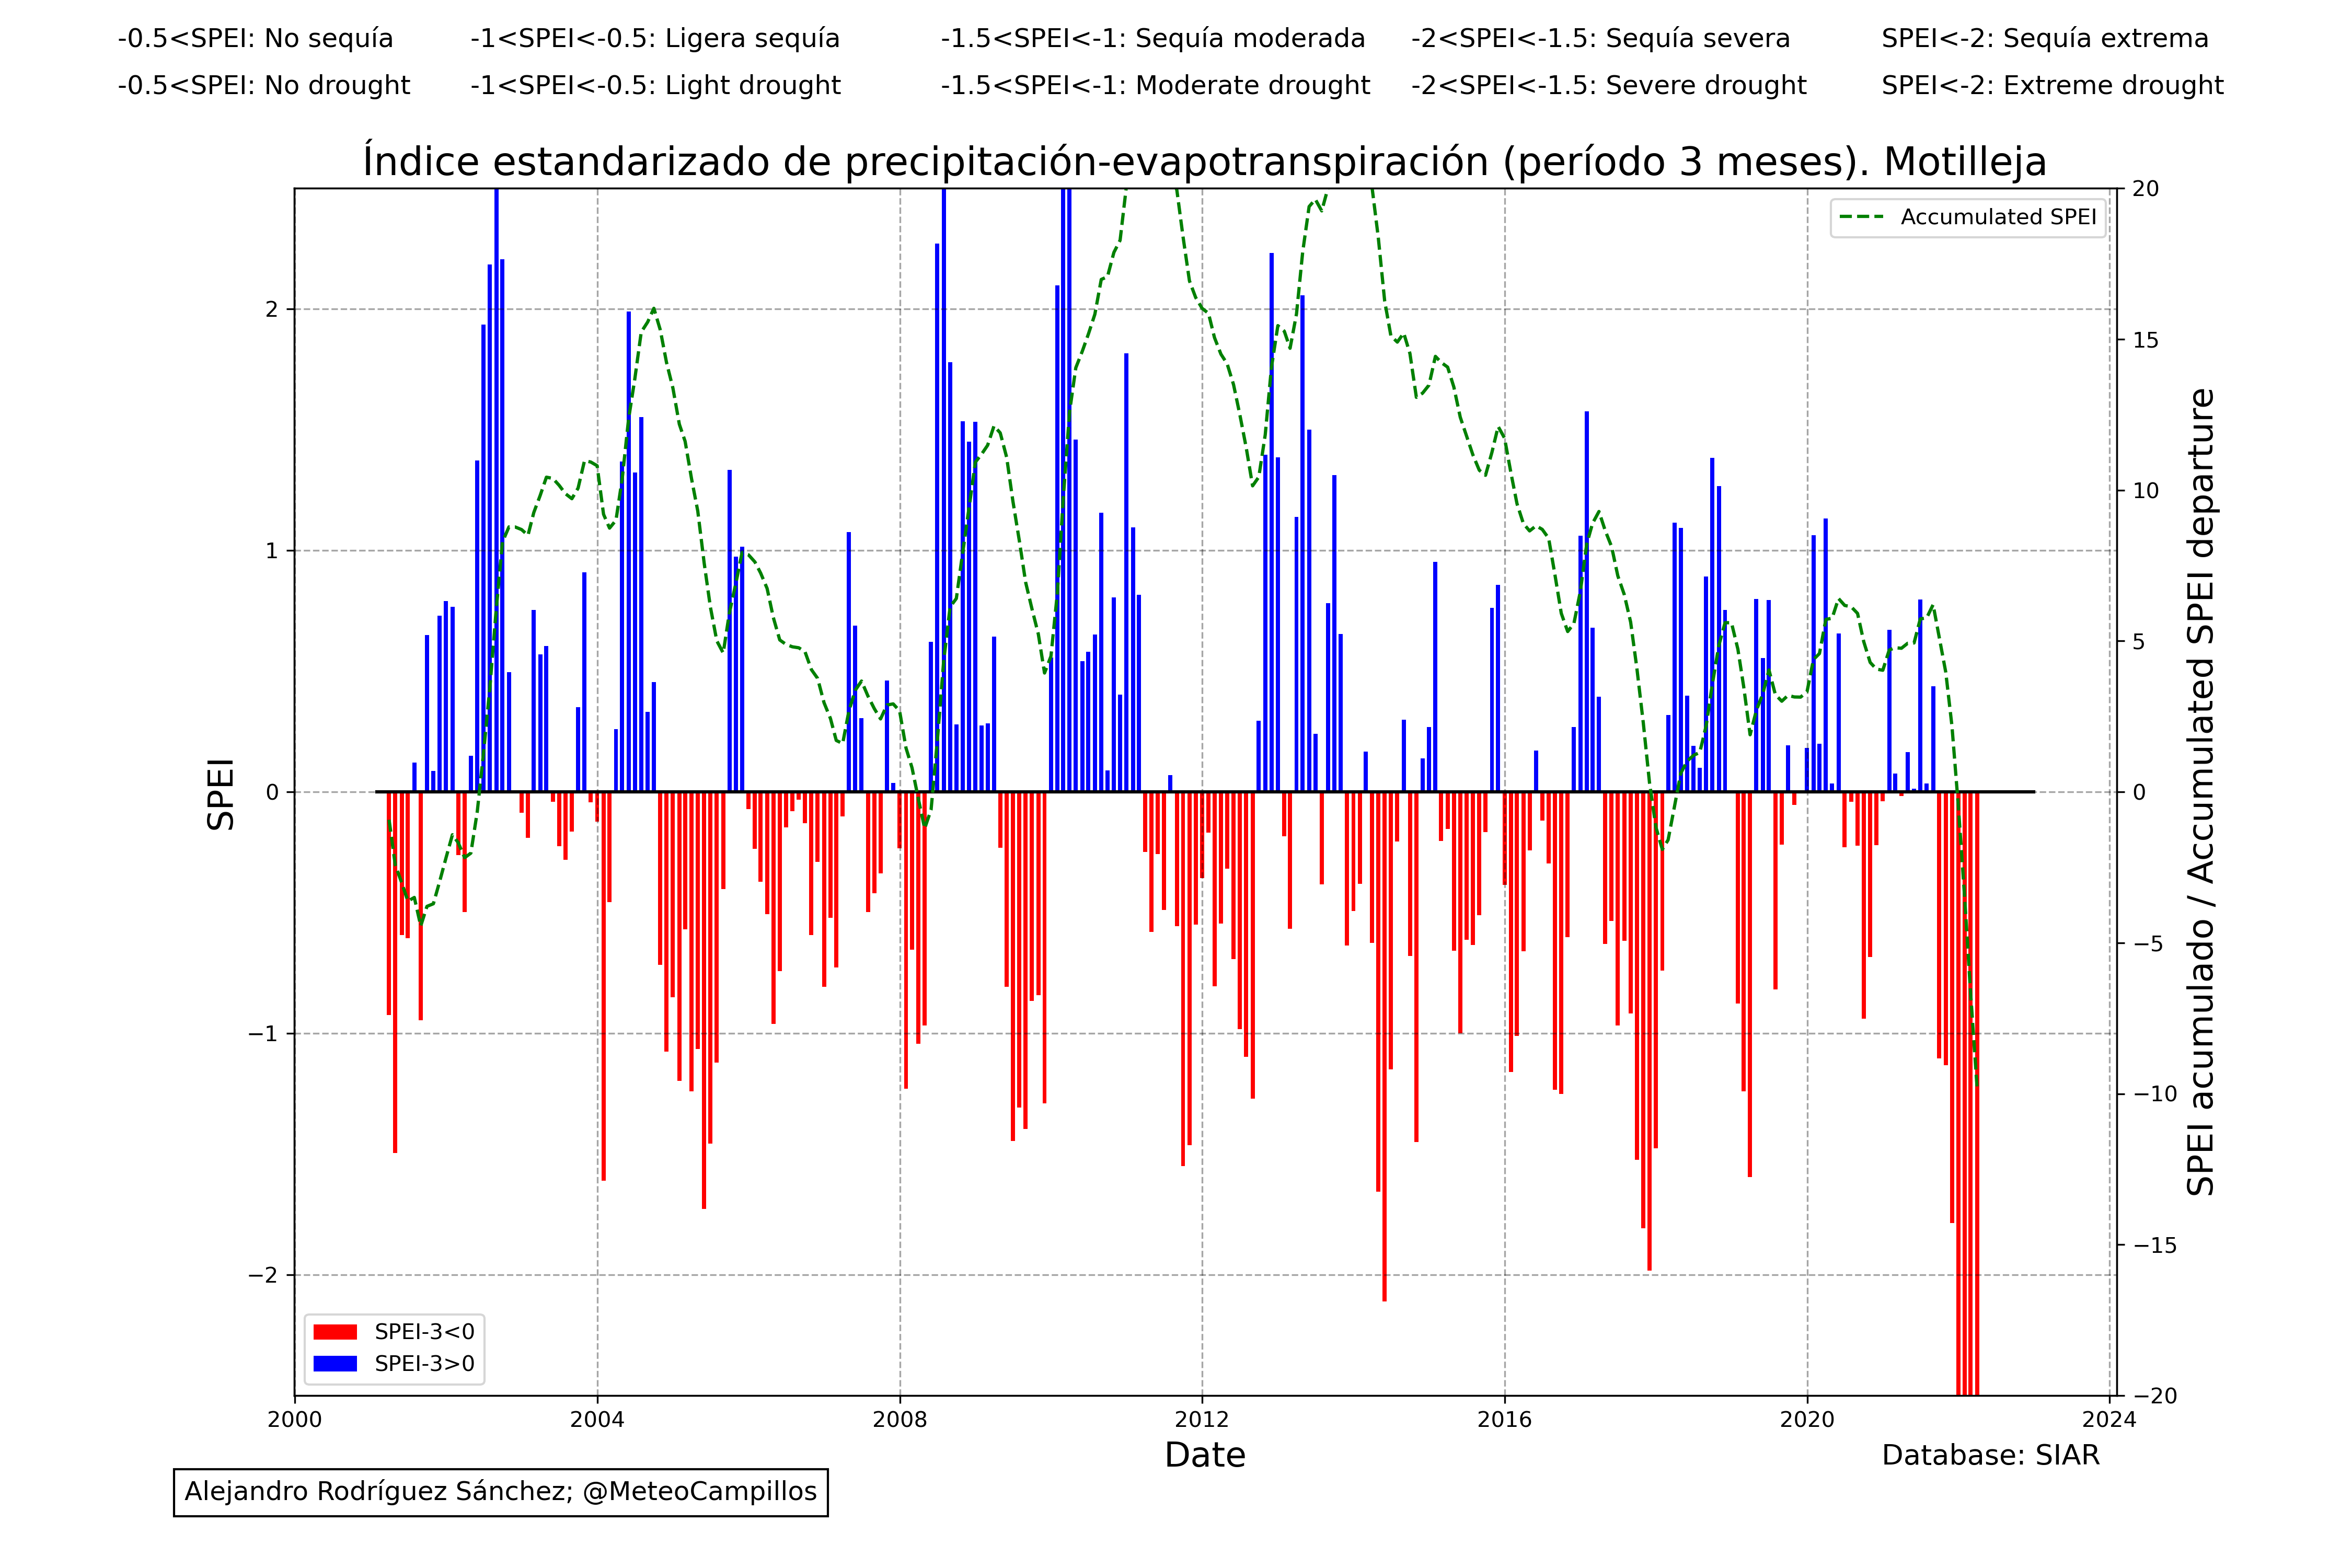 -0.5<SPEI: No sequía -1<SPEI<-0.5: Ligera sequía -1.5<SPEI<-1: Sequía moderada -2<SPEI<-1.5: Sequía severa SPEI<-2: Sequía extrema
-0.5<SPEI: No drought -1<SPEI<-0.5: Light drought -1.5<SPEI<-1: Moderate drought -2<SPEI<-1.5: Severe drought SPEI<-2: Extreme drought
Índice estandarizado de precipitación-evapotranspiración (período 3 meses). Motilleja
Accumulated SPEI
SPEI
2
1
0
−1
−2
20
15
10
5
0
−5
−10
−15
−20
SPEI acumulado / Accumulated SPEI departure
SPEI-3<0
SPEI-3>0
2000 2004 2008 2012 2016 2020 2024
Date
Database: SIAR
Alejandro Rodríguez Sánchez; @MeteoCampillos